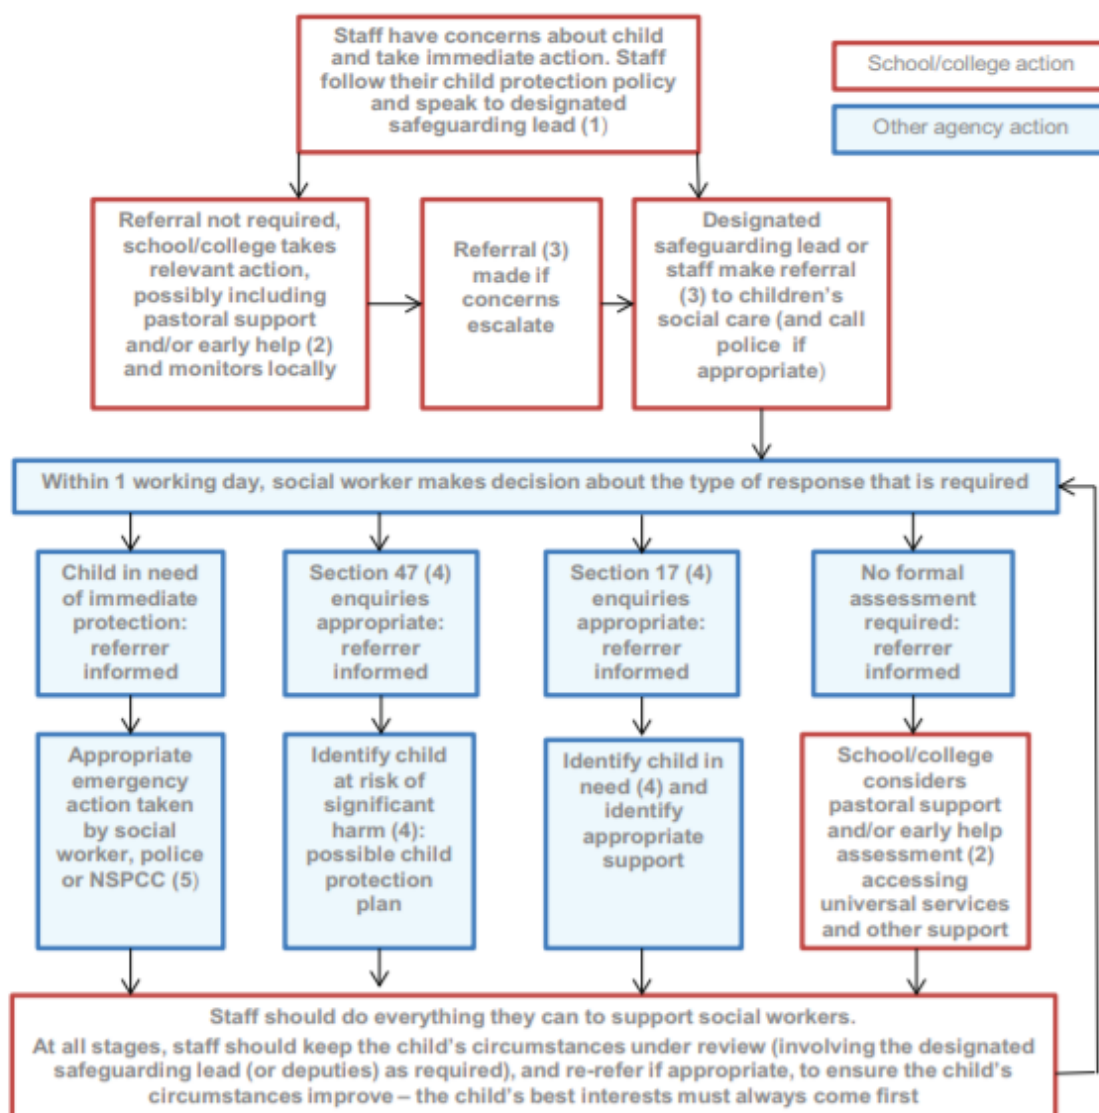 Staff have concerns about child
and take immediate action. Staff
follow their child protection policy
and speak to designated
safeguarding lead (1)
School/college action
Other agency action
Referral not required,
school/college takes
relevant action,
possibly including
pastoral support
and/or early help (2)
and monitors locally
Referral (3)
made if
concerns
escalate
Designated
safeguarding lead or
staff make referral
(3) to children's
social care (and call
police if
appropriate)
Within 1 working day, social worker makes decision about the type of response that is required
Child in need
of immediate
protection:
referrer
informed
Section 47 (4)
enquiries
appropriate:
referrer
informed
Section 17 (4)
enquiries
appropriate:
referrer
informed
No formal
assessment
required:
referrer
informed
Appropriate
emergency
action taken
by social
worker, police
or NSPCC (5)
Identify child
at risk of
significant
harm (4):
possible child
protection
plan
Identify child in
need (4) and
identify
appropriate
support
School/college
considers
pastoral support
and/or early help
assessment (2)
accessing
universal services
and other support
Staff should do everything they can to support social workers.
At all stages, staff should keep the child's circumstances under review (involving the designated
safeguarding lead (or deputies) as required), and re-refer if appropriate, to ensure the child's
circumstances improve – the child's best interests must always come first